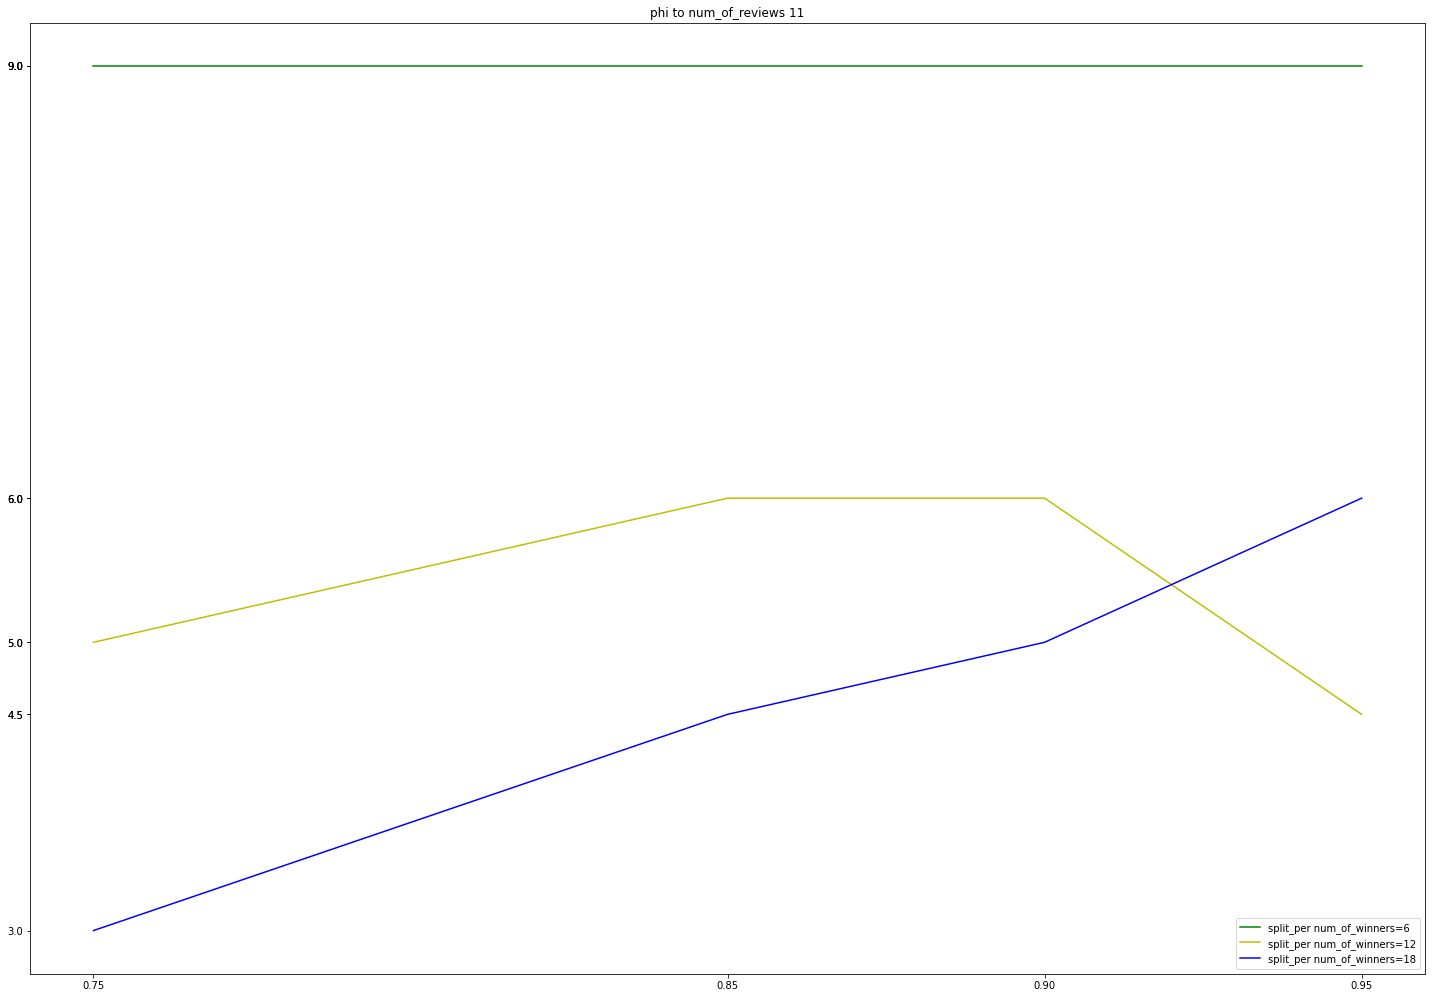 phi to num_of_reviews 11
9.0
6.0
5.0
4.5
3.0
0.75 0.85 0.90 0.95
split_per num_of_winners=6
split_per num_of_winners=12
split_per num_of_winners=18